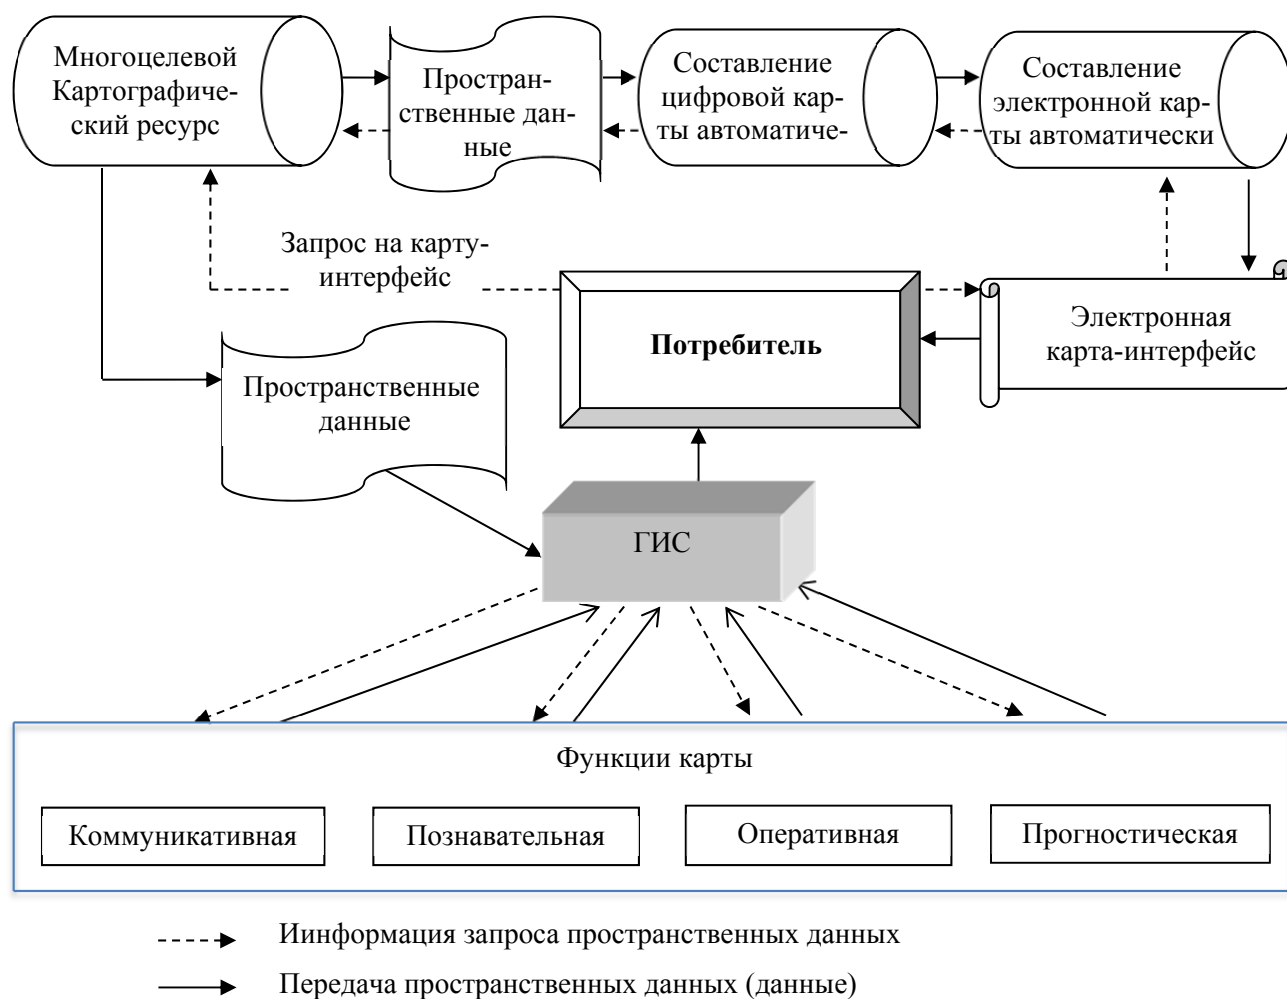 Многоцелевой
Картографиче-
ский ресурс
Простран-
ственные дан-
ные
Составление
цифровой кар-
ты автоматиче-
Составление
электронной кар-
ты автоматически
Запрос на карту-
интерфейс
Потребитель
Электронная
карта-интерфейс
Пространственные
данные
ГИС
Функции карты
Коммуникативная
Познавательная
Оперативная
Прогностическая
Иинформация запроса пространственных данных
Передача пространственных данных (данные)